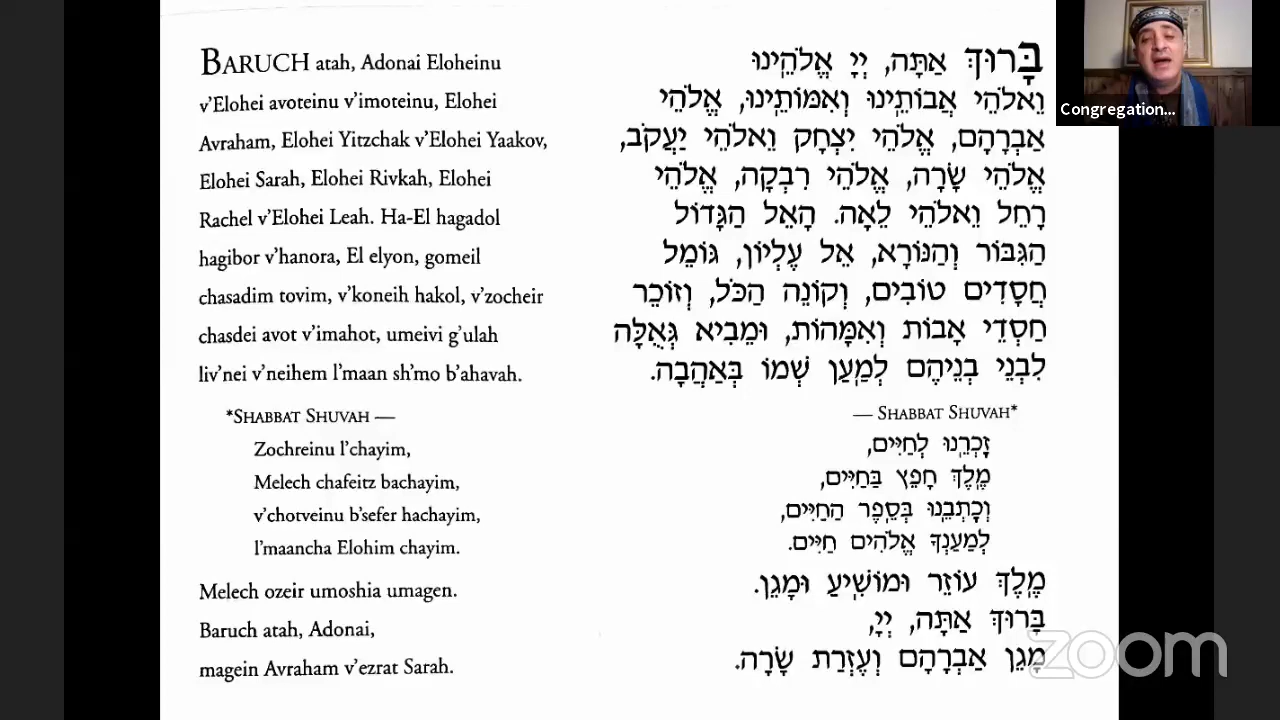 BARUCH atah, Adonai Eloheinu
v'Elohei avoteinu v'imoteinu, Elohei
Avraham, Elohei Yitzchak v'Elohei Yaakov,
Elohei Sarah, Elohei Rivkah, Elohei
Rachel v'Elohei Leah. Ha-El hagadol
hagibor v'hanora, El elyon, gomeil
chasadim tovim, v'koneih hakol, v'zocheir
chasdei avot v'imahot, umeivi g'ulah
liv'nei v'neihem l'maan sh'mo b'ahavah.
*SHABBAT SHUVAH —
Zochreinu l'chayim,
Melech chafeitz bachayim,
v'chotveinu b'sefer hachayim,
l'maancha Elohim chayim.
Melech ozeir umoshia umagen.
Baruch atah, Adonai,
magein Avraham v'ezrat Sarah.
בָּרוּךְ אַתָּה, יְיָ אֱלֹהֵֽינוּ
וֵאלֹהֵי אֲבוֹתֵֽינוּ וְאִמּוֹתֵֽינוּ, אֱלֹהֵי
אַבְרָהָם, אֱלֹהֵי יִצְחָק וֵאלֹהֵי יַעֲקֹב,
אֱלֹהֵי שָׂרָה, אֱלֹהֵי רִבְקָה, אֱלֹהֵי
רָחֵל וֵאלֹהֵי לֵאָה. הָאֵל הַגָּדוֹל
הַגִּבּוֹר וְהַנּוֹרָא, אֵל עֶלְיוֹן, גּוֹמֵל
חֲסָדִים טוֹבִים, וְקוֹנֵה הַכֹּל, וְזוֹכֵר
חַסְדֵי אָבוֹת וְאִמָּהוֹת, וּמֵבִיא גְּאֻלָּה
לִבְנֵי בְנֵיהֶם לְמַֽעַן שְׁמוֹ בְּאַהֲבָה.
— SHABBAT SHUVAH*
זָכְרֵֽנוּ לְחַיִּים,
מֶֽלֶךְ חָפֵץ בַּחַיִּים,
וְכָתְבֵֽנוּ בְּסֵֽפֶר הַחַיִּים,
לְמַעַנְךָ אֱלֹהִים חַיִּים.
מֶֽלֶךְ עוֹזֵר וּמוֹשִֽׁיעַ וּמָגֵן.
בָּרוּךְ אַתָּה, יְיָ,
מָגֵן אַבְרָהָם וְעֶזְרַת שָׂרָה.
Congregation...
zoom